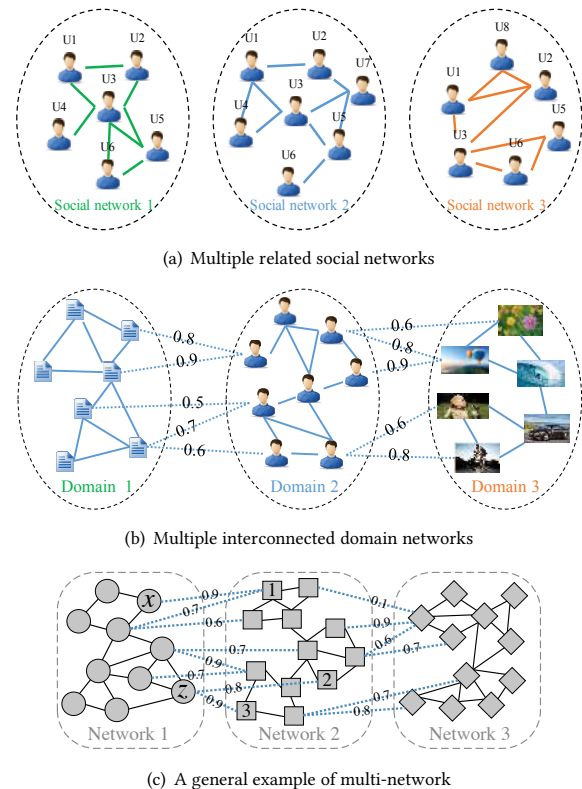 U1 U2 U3 U4 U5 U6
Social network 1
U1 U2 U7 U3 U4 U5 U6
Social network 2
U8 U2 U1 U5 U3 U6
Social network 3
(a) Multiple related social networks
0.8
0.9
0.5
0.7
0.6
0.6
0.8
0.9
0.6
0.8
Domain 1
Domain 2
Domain 3
(b) Multiple interconnected domain networks
x
z
0.9
0.7
0.6
0.7
0.9
0.7
0.8
0.9
1
2
3
0.1
0.9
0.6
0.7
0.7
0.8
Network 1
Network 2
Network 3
(c) A general example of multi-network